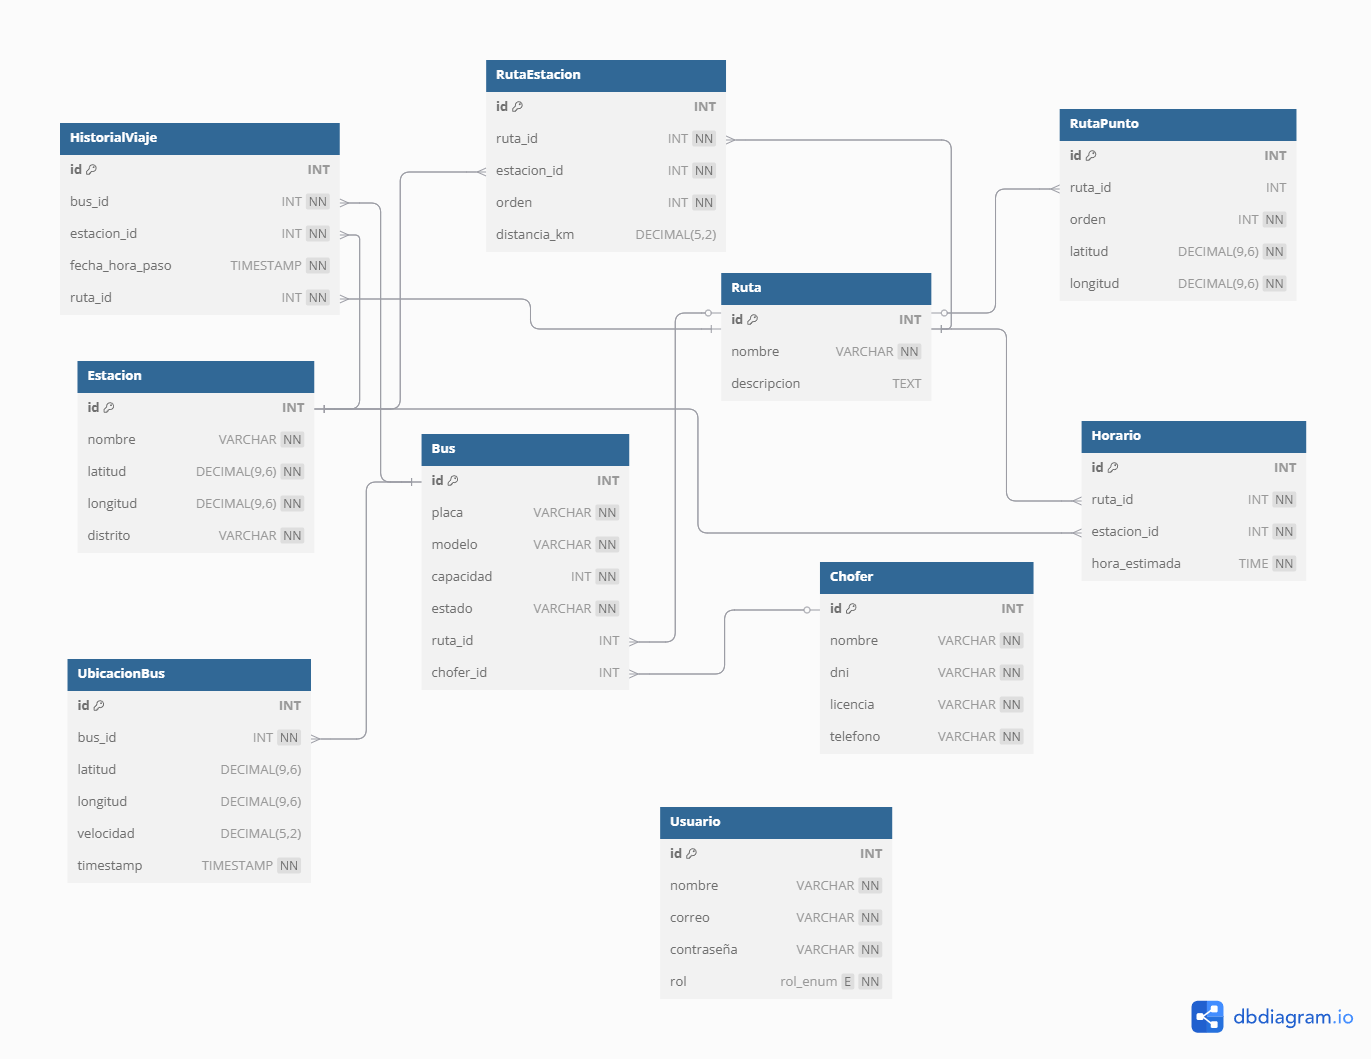 RutaEstacion
id INT
ruta_id INT NN
estacion_id INT NN
orden INT NN
distancia_km DECIMAL(5,2)
HistorialViaje
id INT
bus_id INT NN
estacion_id INT NN
fecha_hora_paso TIMESTAMP NN
ruta_id INT NN
RutaPunto
id INT
ruta_id INT
orden INT NN
latitud DECIMAL(9,6) NN
longitud DECIMAL(9,6) NN
Ruta
id INT
nombre VARCHAR NN
descripcion TEXT
Estacion
id INT
nombre VARCHAR NN
latitud DECIMAL(9,6) NN
longitud DECIMAL(9,6) NN
distrito VARCHAR NN
Bus
id INT
placa VARCHAR NN
modelo VARCHAR NN
capacidad INT NN
estado VARCHAR NN
ruta_id INT
chofer_id INT
Horario
id INT
ruta_id INT NN
estacion_id INT NN
hora_estimada TIME NN
Chofer
id INT
nombre VARCHAR NN
dni VARCHAR NN
licencia VARCHAR NN
telefono VARCHAR NN
UbicacionBus
id INT
bus_id INT NN
latitud DECIMAL(9,6)
longitud DECIMAL(9,6)
velocidad DECIMAL(5,2)
timestamp TIMESTAMP NN
Usuario
id INT
nombre VARCHAR NN
correo VARCHAR NN
contraseña VARCHAR NN
rol rol_enum E NN
dbdiagram.io